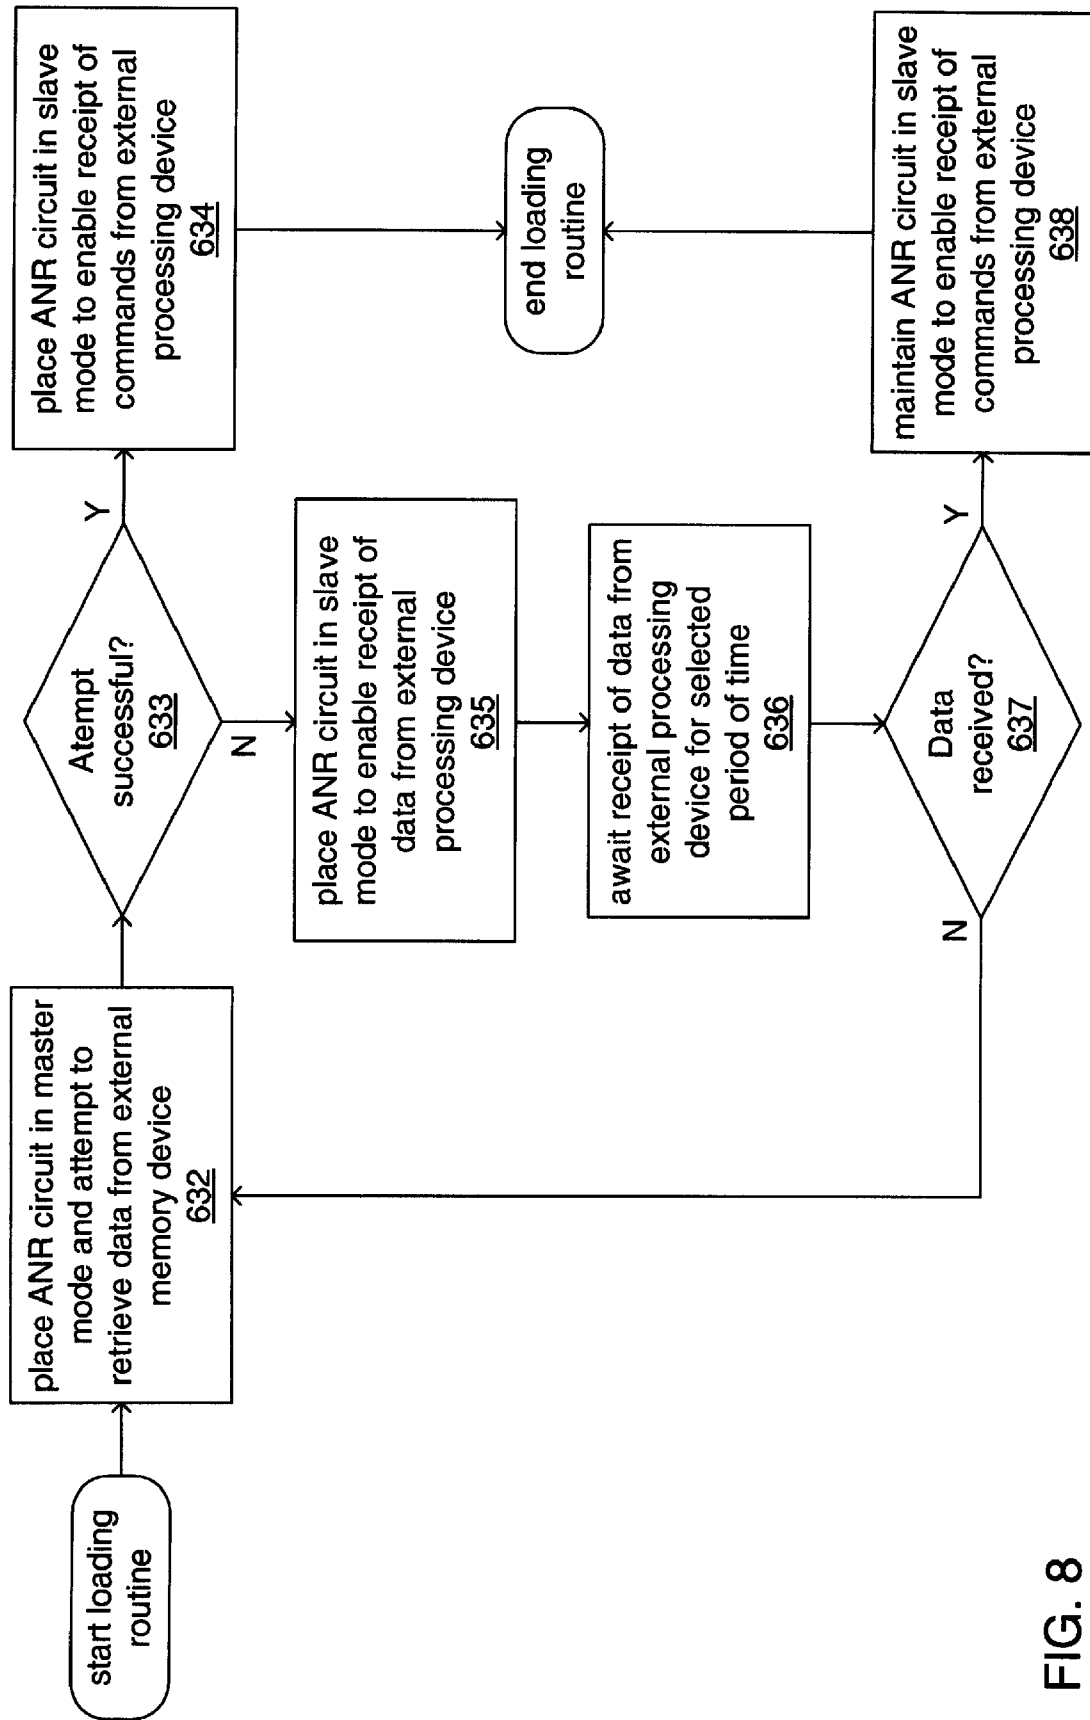 start loading
routine
place ANR circuit in master
mode and attempt to
retrieve data from external
memory device
632
Atempt
successful?
633
Y
N
place ANR circuit in slave
mode to enable receipt of
commands from external
processing device
634
place ANR circuit in slave
mode to enable receipt of
data from external
processing device
635
await receipt of data from
external processing
device for selected
period of time
636
Data
received?
637
N
Y
maintain ANR circuit in slave
mode to enable receipt of
commands from external
processing device
638
end loading
routine
FIG. 8